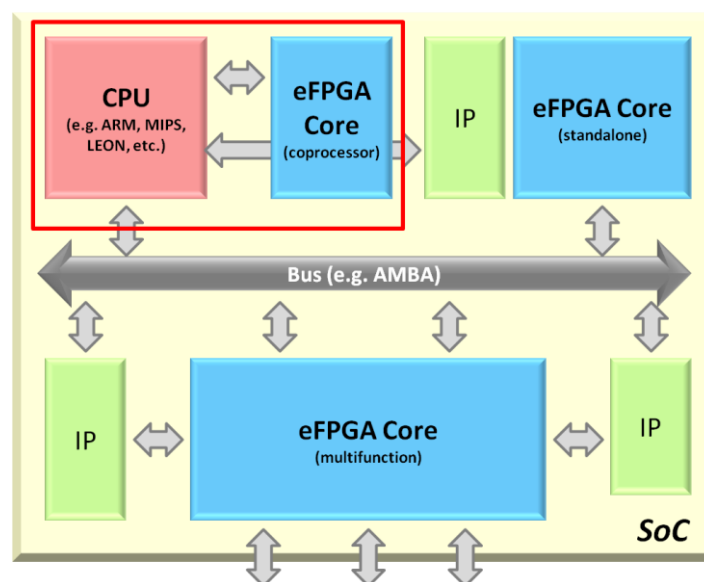 CPU
(e.g. ARM, MIPS,
LEON, etc.)
eFPGA
Core
(coprocessor)
IP
eFPGA Core
(standalone)
Bus (e.g. AMBA)
IP
eFPGA Core
(multifunction)
IP
SoC